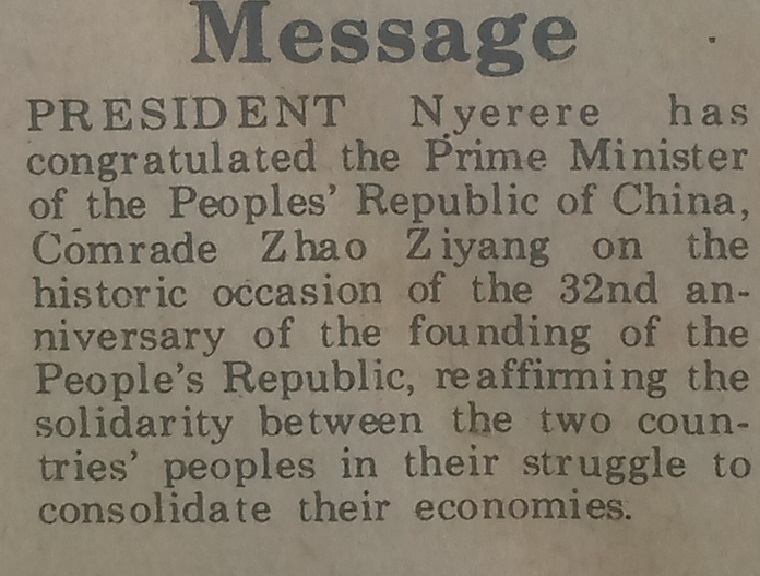 Message
PRESIDENT Nyerere has
congratulated the Prime Minister
of the Peoples' Republic of China,
Comrade Zhao Ziyang on the
historic occasion of the 32nd an-
niversary of the founding of the
People's Republic, reaffirming the
solidarity between the two coun-
tries' peoples in their struggle to
consolidate their economies.